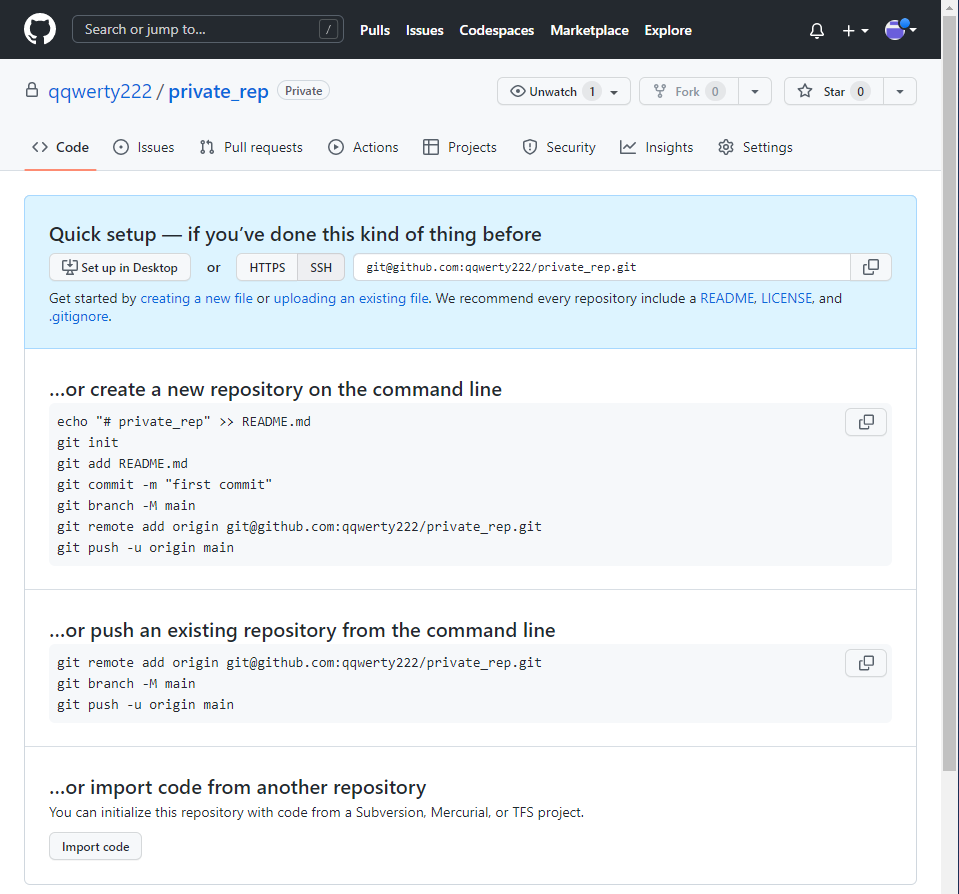 Search or jump to... / Pulls Issues Codespaces Marketplace Explore
qqwerty222 / private_rep Private Unwatch 1 Fork 0 Star 0
Code Issues Pull requests Actions Projects Security Insights Settings
Quick setup — if you’ve done this kind of thing before
Set up in Desktop or HTTPS SSH git@github.com:qqwerty222/private_rep.git
Get started by creating a new file or uploading an existing file. We recommend every repository include a README, LICENSE, and
.gitignore.
…or create a new repository on the command line
echo "# private_rep" >> README.md
git init
git add README.md
git commit -m "first commit"
git branch -M main
git remote add origin git@github.com:qqwerty222/private_rep.git
git push -u origin main
…or push an existing repository from the command line
git remote add origin git@github.com:qqwerty222/private_rep.git
git branch -M main
git push -u origin main
…or import code from another repository
You can initialize this repository with code from a Subversion, Mercurial, or TFS project.
Import code